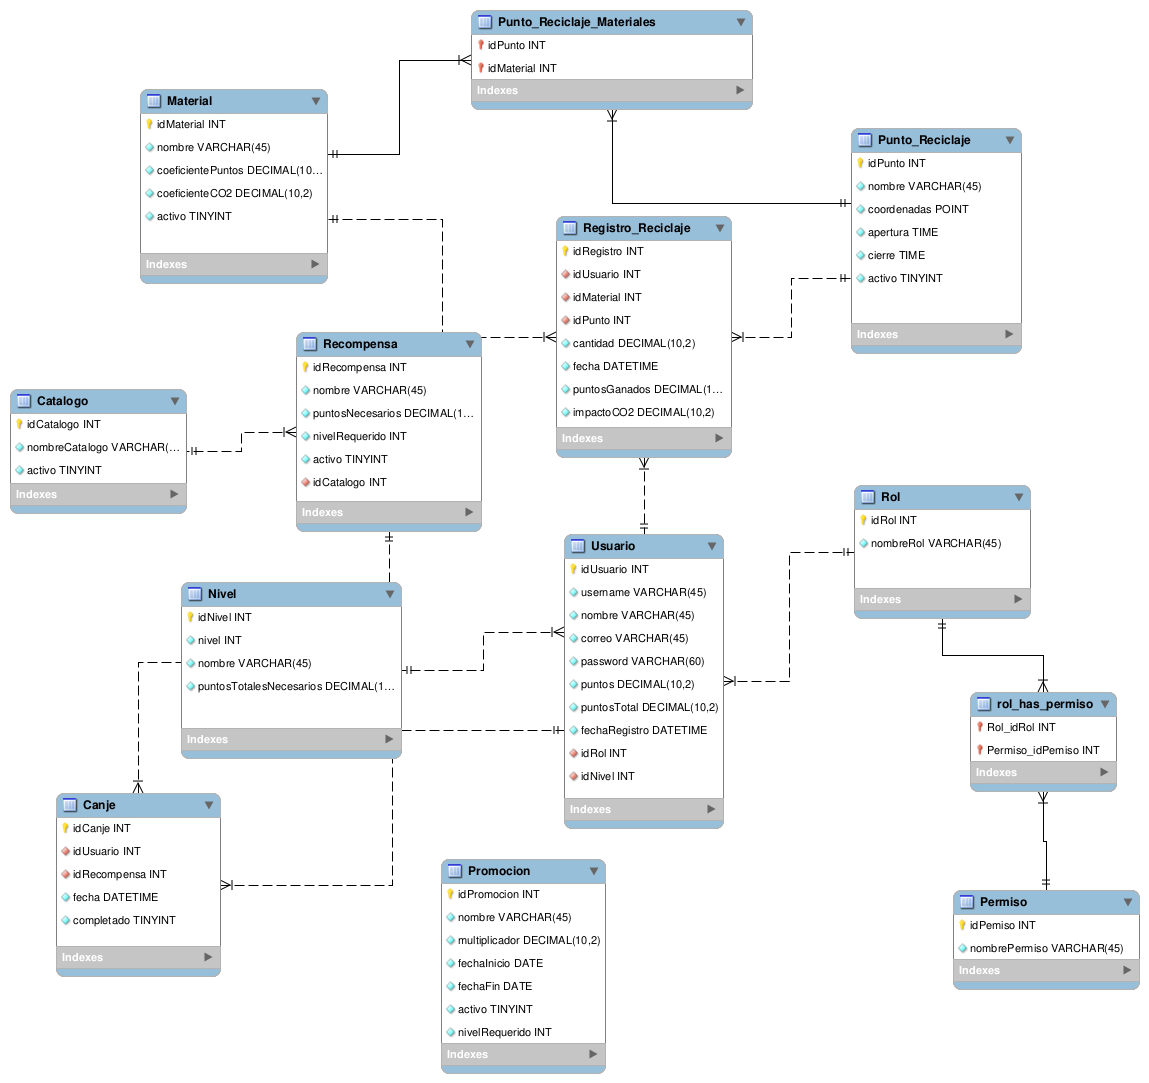 Punto_Reciclaje_Materiales
idPunto INT
idMaterial INT
Indexes
Material
idMaterial INT
nombre VARCHAR(45)
coeficientePuntos DECIMAL(10...
coeficienteCO2 DECIMAL(10,2)
activo TINYINT
Indexes
Punto_Reciclaje
idPunto INT
nombre VARCHAR(45)
coordenadas POINT
apertura TIME
cierre TIME
activo TINYINT
Indexes
Registro_Reciclaje
idRegistro INT
idUsuario INT
idMaterial INT
idPunto INT
cantidad DECIMAL(10,2)
fecha DATETIME
puntosGanados DECIMAL(1...
impactoCO2 DECIMAL(10,2)
Indexes
Recompensa
idRecompensa INT
nombre VARCHAR(45)
puntosNecesarios DECIMAL(1...
nivelRequerido INT
activo TINYINT
idCatalogo INT
Indexes
Catalogo
idCatalogo INT
nombreCatalogo VARCHAR(...
activo TINYINT
Indexes
Rol
idRol INT
nombreRol VARCHAR(45)
Indexes
Usuario
idUsuario INT
username VARCHAR(45)
nombre VARCHAR(45)
correo VARCHAR(45)
password VARCHAR(60)
puntos DECIMAL(10,2)
puntosTotal DECIMAL(10,2)
fechaRegistro DATETIME
idRol INT
idNivel INT
Indexes
Nivel
idNivel INT
nivel INT
nombre VARCHAR(45)
puntosTotalesNecesarios DECIMAL(1...
Indexes
rol_has_permiso
Rol_idRol INT
Permiso_idPemiso INT
Indexes
Canje
idCanje INT
idUsuario INT
idRecompensa INT
fecha DATETIME
completado TINYINT
Indexes
Promocion
idPromocion INT
nombre VARCHAR(45)
multiplicador DECIMAL(10,2)
fechaInicio DATE
fechaFin DATE
activo TINYINT
nivelRequerido INT
Indexes
Permiso
idPemiso INT
nombrePermiso VARCHAR(45)
Indexes